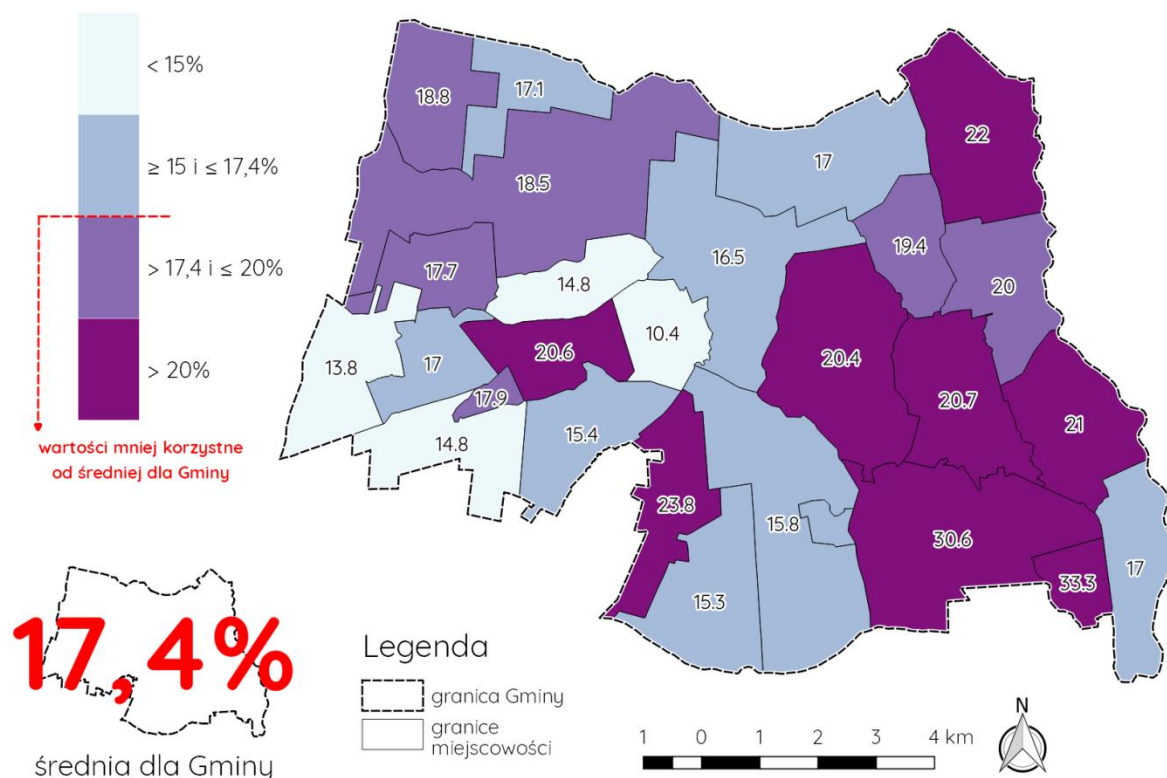 < 15%
≥ 15 i ≤ 17,4%
> 17,4 i ≤ 20%
> 20%
wartości mniej korzystne
od średniej dla Gminy
18.8
17.1
18.5
17
22
19.4
20
16.5
17.7
14.8
10.4
20.6
13.8
17
17.9
14.8
15.4
20.4
20.7
21
23.8
15.8
15.3
30.6
33.3
17
17,4%
średnia dla Gminy
Legenda
granica Gminy
granice
miejscowości
1 0 1 2 3 4 km
N